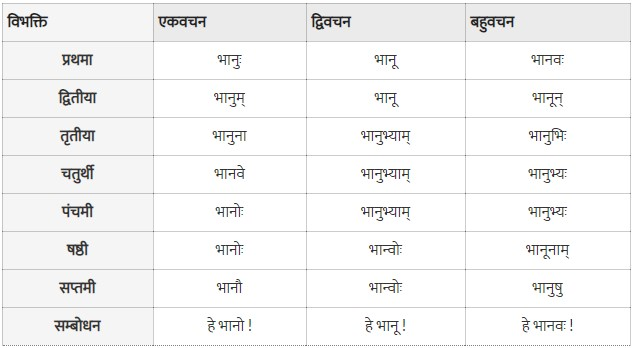 विभक्ति एकवचन द्विवचन बहुवचन
प्रथमा भानुः भानू भानवः
द्वितीया भानुम् भानू भानून्
तृतीया भानुना भानुभ्याम् भानुभिः
चतुर्थी भानवे भानुभ्याम् भानुभ्यः
पंचमी भानोः भानुभ्याम् भानुभ्यः
षष्ठी भानोः भान्वोः भानूनाम्
सप्तमी भानौ भान्वोः भानुषु
सम्बोधन हे भानो ! हे भानू ! हे भानवः !